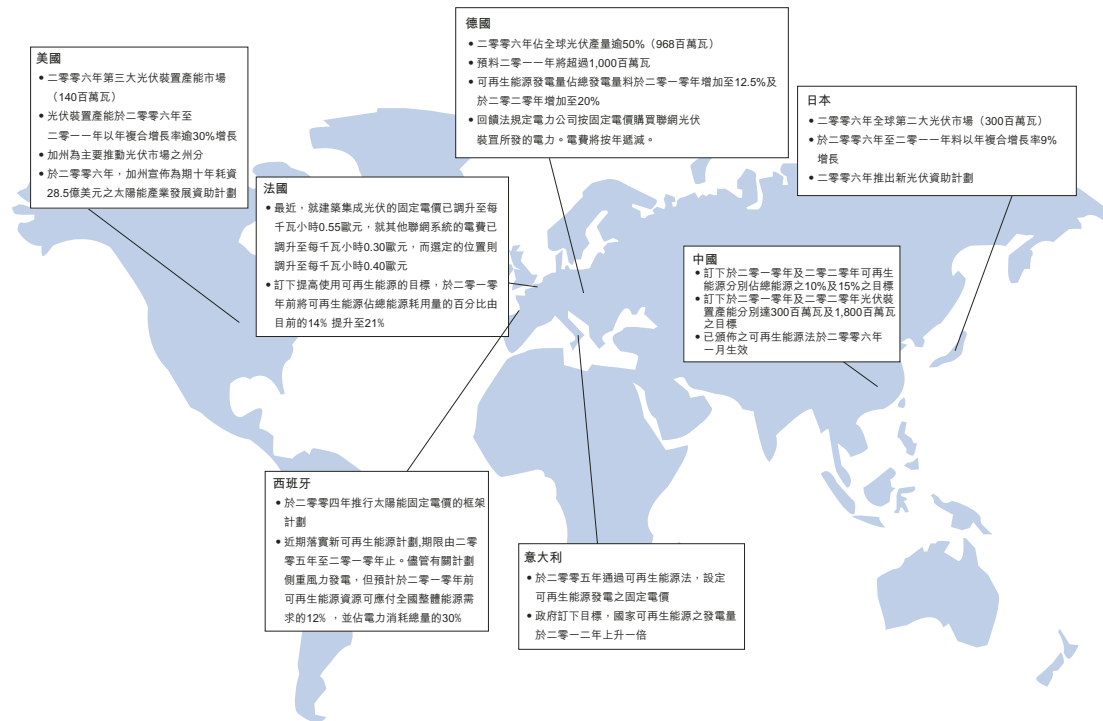 美國
• 二零零六年第三大光伏裝置產能市場
（140百萬瓦）
• 光伏裝置產能於二零零六年至
二零一一年以年複合增長率逾30%增長
• 加州為主要推動光伏市場之州分
• 於二零零六年，加州宣佈為期十年耗資
28.5億美元之太陽能產業發展資助計劃
德國
• 二零零六年佔全球光伏產量逾50%（968百萬瓦）
• 預料二零一一年將超過1,000百萬瓦
• 可再生能源發電量佔總發電量料於二零一零年增加至12.5%及
於二零二零年增加至20%
• 回饋法規定電力公司按固定電價購買聯網光伏
裝置所發的電力。電費將按年遞減。
日本
• 二零零六年全球第二大光伏市場（300百萬瓦）
• 於二零零六年至二零一一年料以年複合增長率9%
增長
• 二零零六年推出新光伏資助計劃
法國
• 最近，就建築集成光伏的固定電價已調升至每
千瓦小時0.55歐元，就其他聯網系統的電費已
調升至每千瓦小時0.30歐元，而選定的位置則
調升至每千瓦小時0.40歐元
• 訂下提高使用可再生能源的目標，於二零一零
年前將可再生能源佔總能源耗用量的百分比由
目前的14% 提升至21%
中國
• 訂下於二零一零年及二零二零年可再生
能源分別佔總能源之10%及15%之目標
• 訂下於二零一零年及二零二零年光伏裝
置產能分別達300百萬瓦及1,800百萬瓦
之目標
• 已頒佈之可再生能源法於二零零六年
一月生效
西班牙
• 於二零零四年推行太陽能固定電價的框架
計劃
• 近期落實新可再生能源計劃,期限由二零
零五年至二零一零年止。儘管有關計劃
側重風力發電，但預計於二零一零年前
可再生能源資源可應付全國整體能源需
求的12% ，並佔電力消耗總量的30%
意大利
• 於二零零五年通過可再生能源法，設定
可再生能源發電之固定電價
• 政府訂下目標，國家可再生能源之發電量
於二零一二年上升一倍